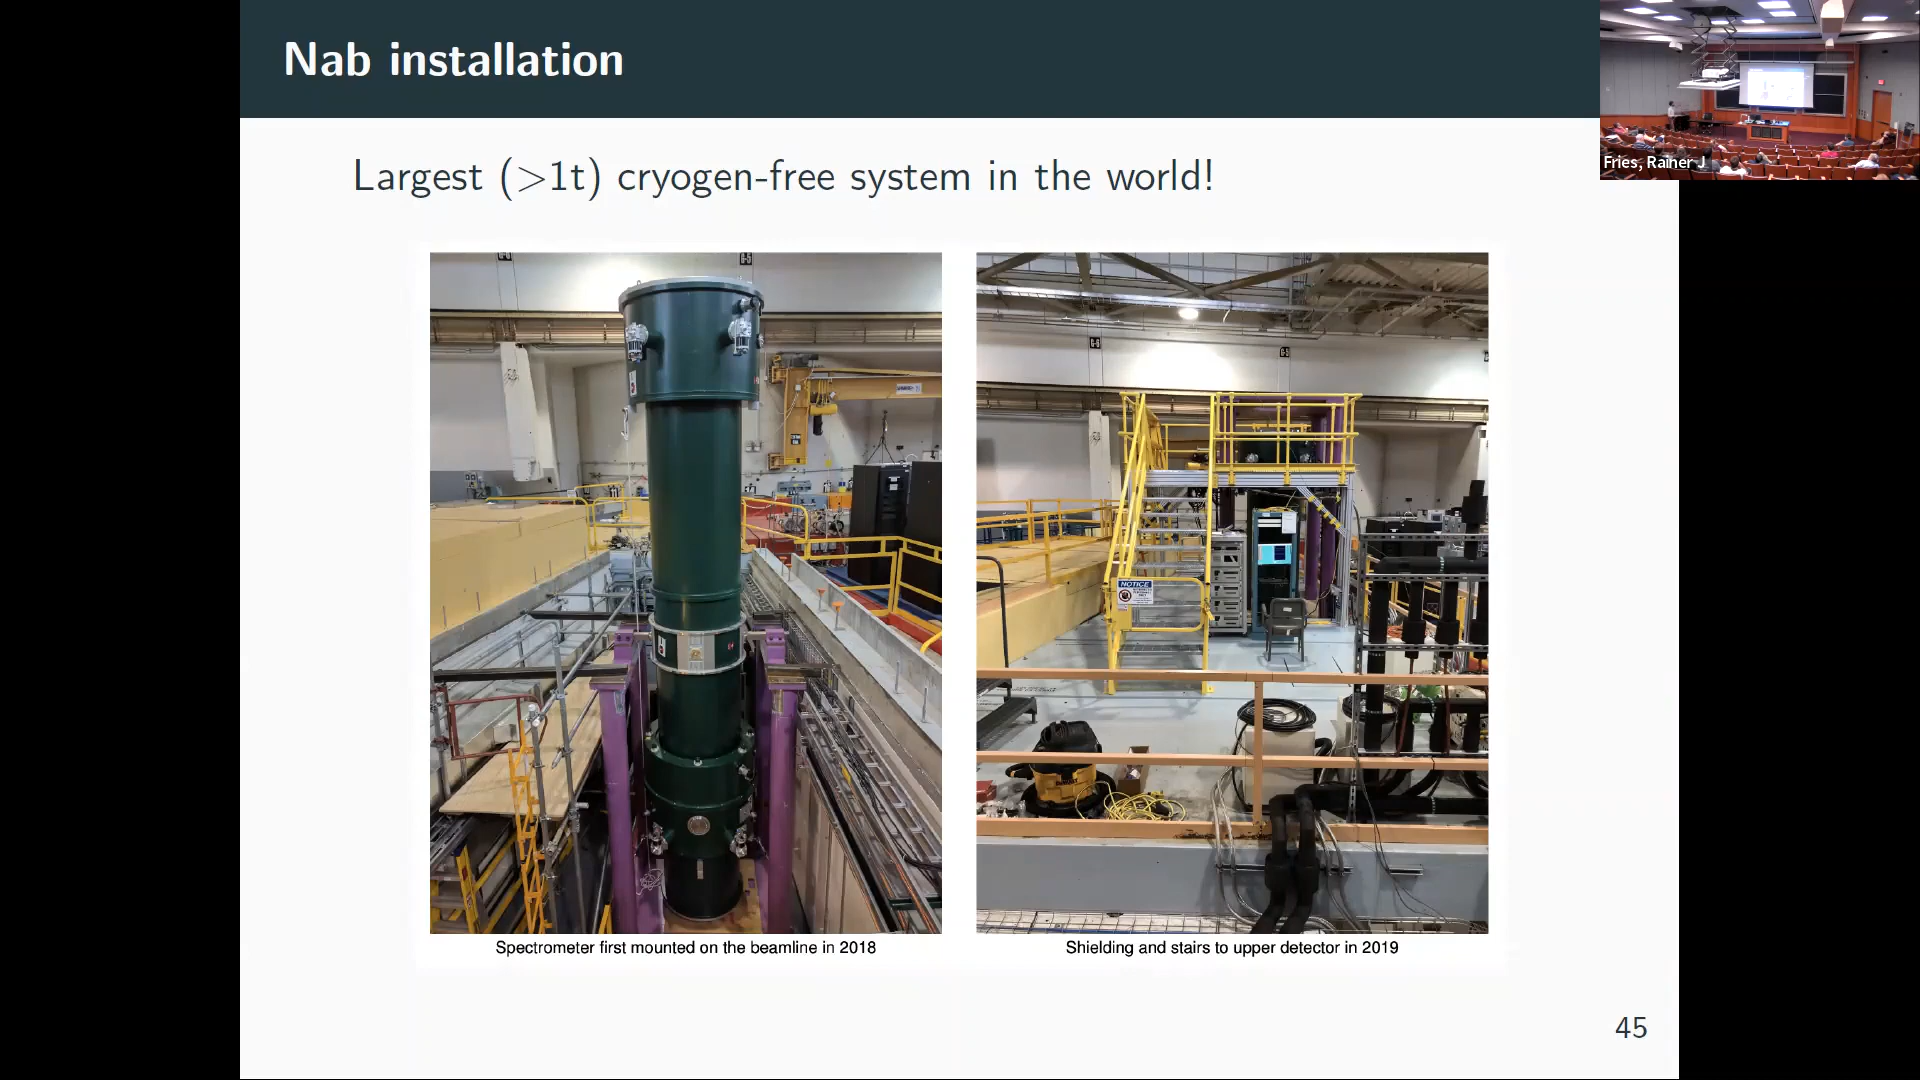 Nab installation
Fries, Rainer J
Largest (>1t) cryogen-free system in the world!
NOTICE
Spectrometer first mounted on the beamline in 2018
Shielding and stairs to upper detector in 2019
45